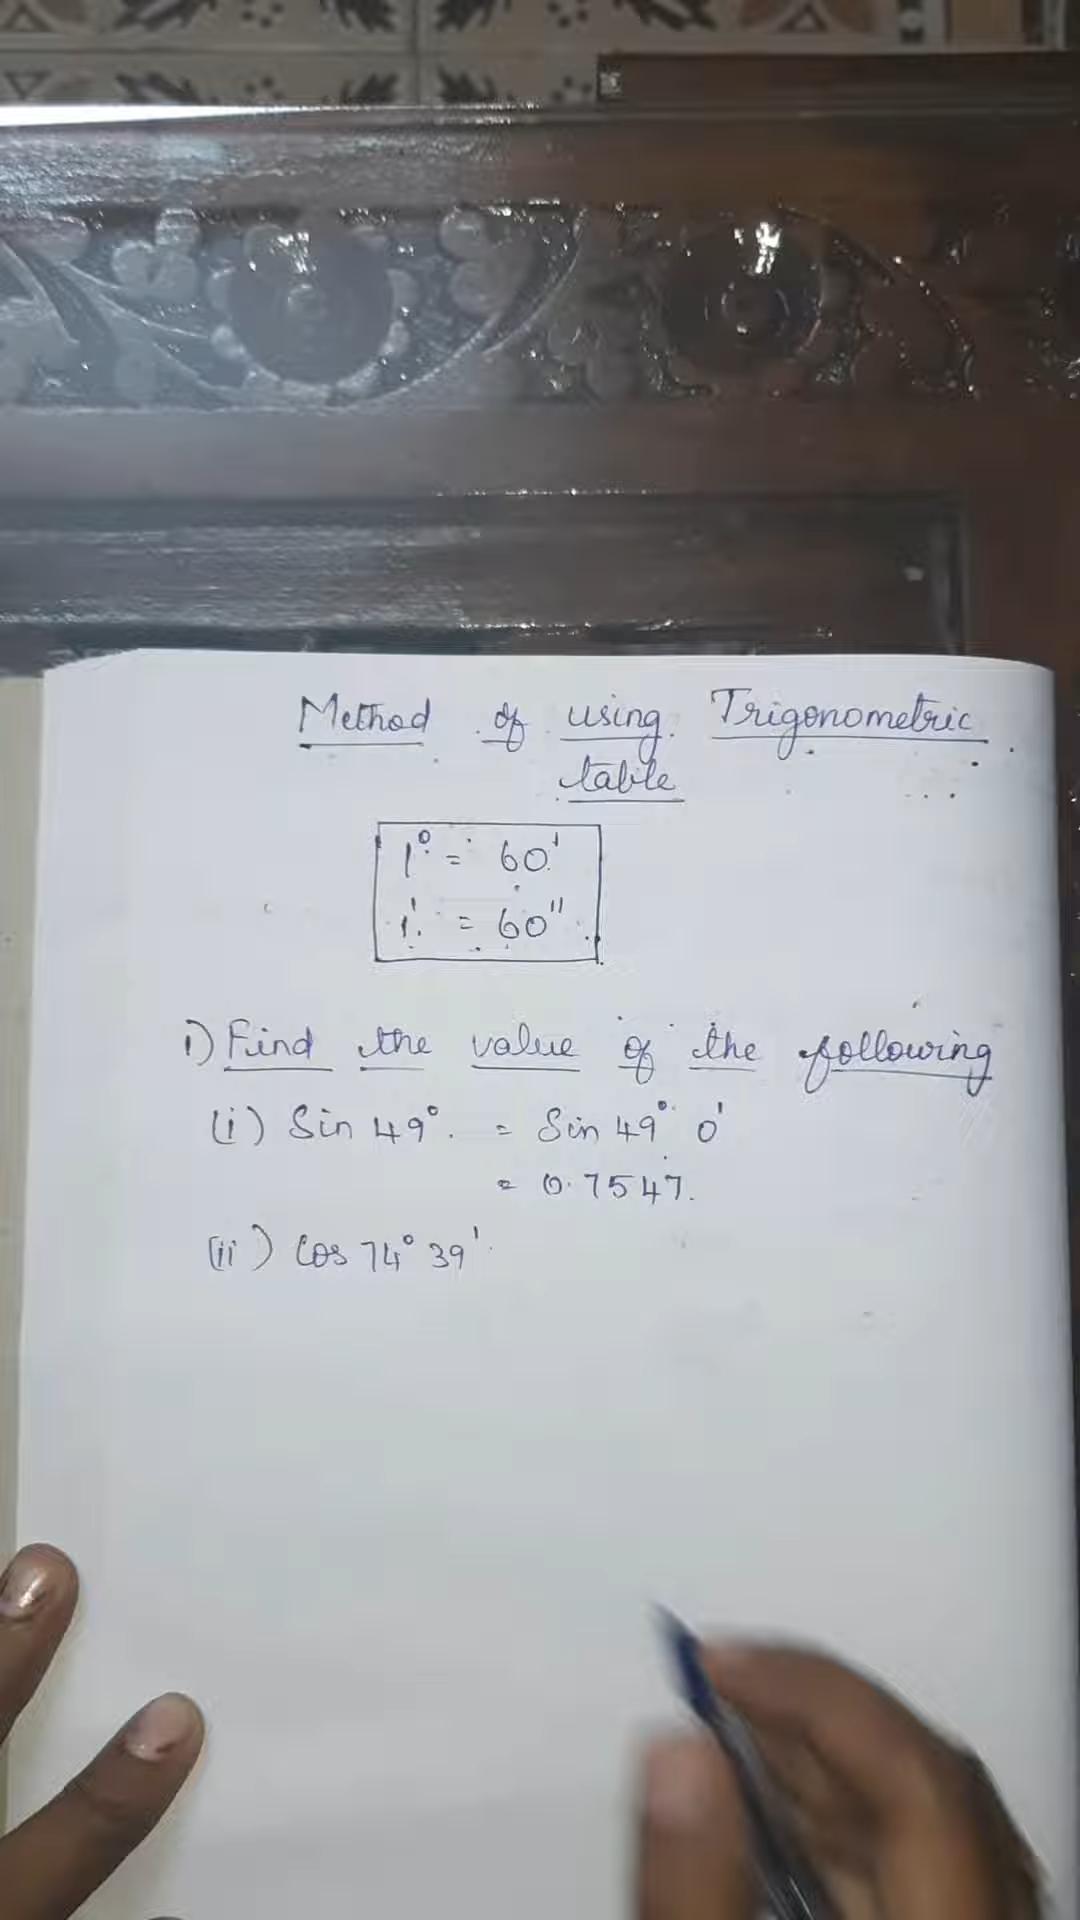 Method of using Trigonometric
table
1° = 60'
1' = 60"
1) Find the value of the following
(i) Sin 49° = Sin 49° 0'
= 0.7547.
(ii) Cos 74° 39'